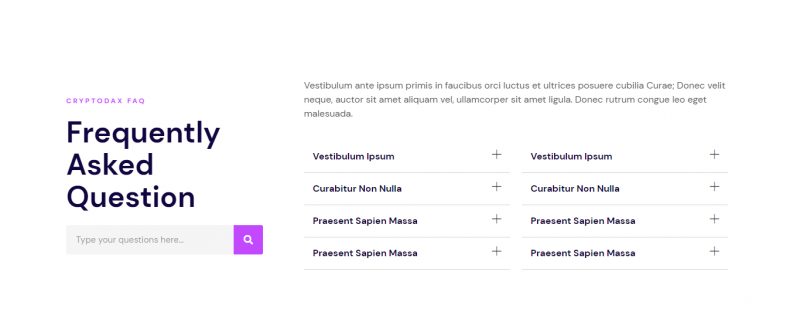 CRYPTODAX FAQ
Frequently
Asked
Question
Type your questions here...
Vestibulum ante ipsum primis in faucibus orci luctus et ultrices posuere cubilia Curae; Donec velit
neque, auctor sit amet aliquam vel, ullamcorper sit amet ligula. Donec rutrum congue leo eget
malesuada.
Vestibulum Ipsum
Curabitur Non Nulla
Praesent Sapien Massa
Praesent Sapien Massa
Vestibulum Ipsum
Curabitur Non Nulla
Praesent Sapien Massa
Praesent Sapien Massa